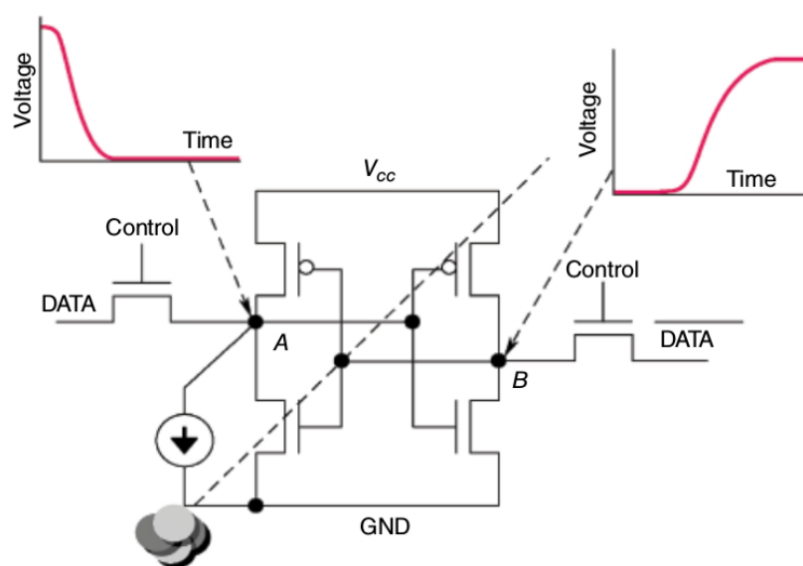 Voltage
Time
Voltage
Time
V_cc
Control
DATA
A
Control
DATA
B
GND